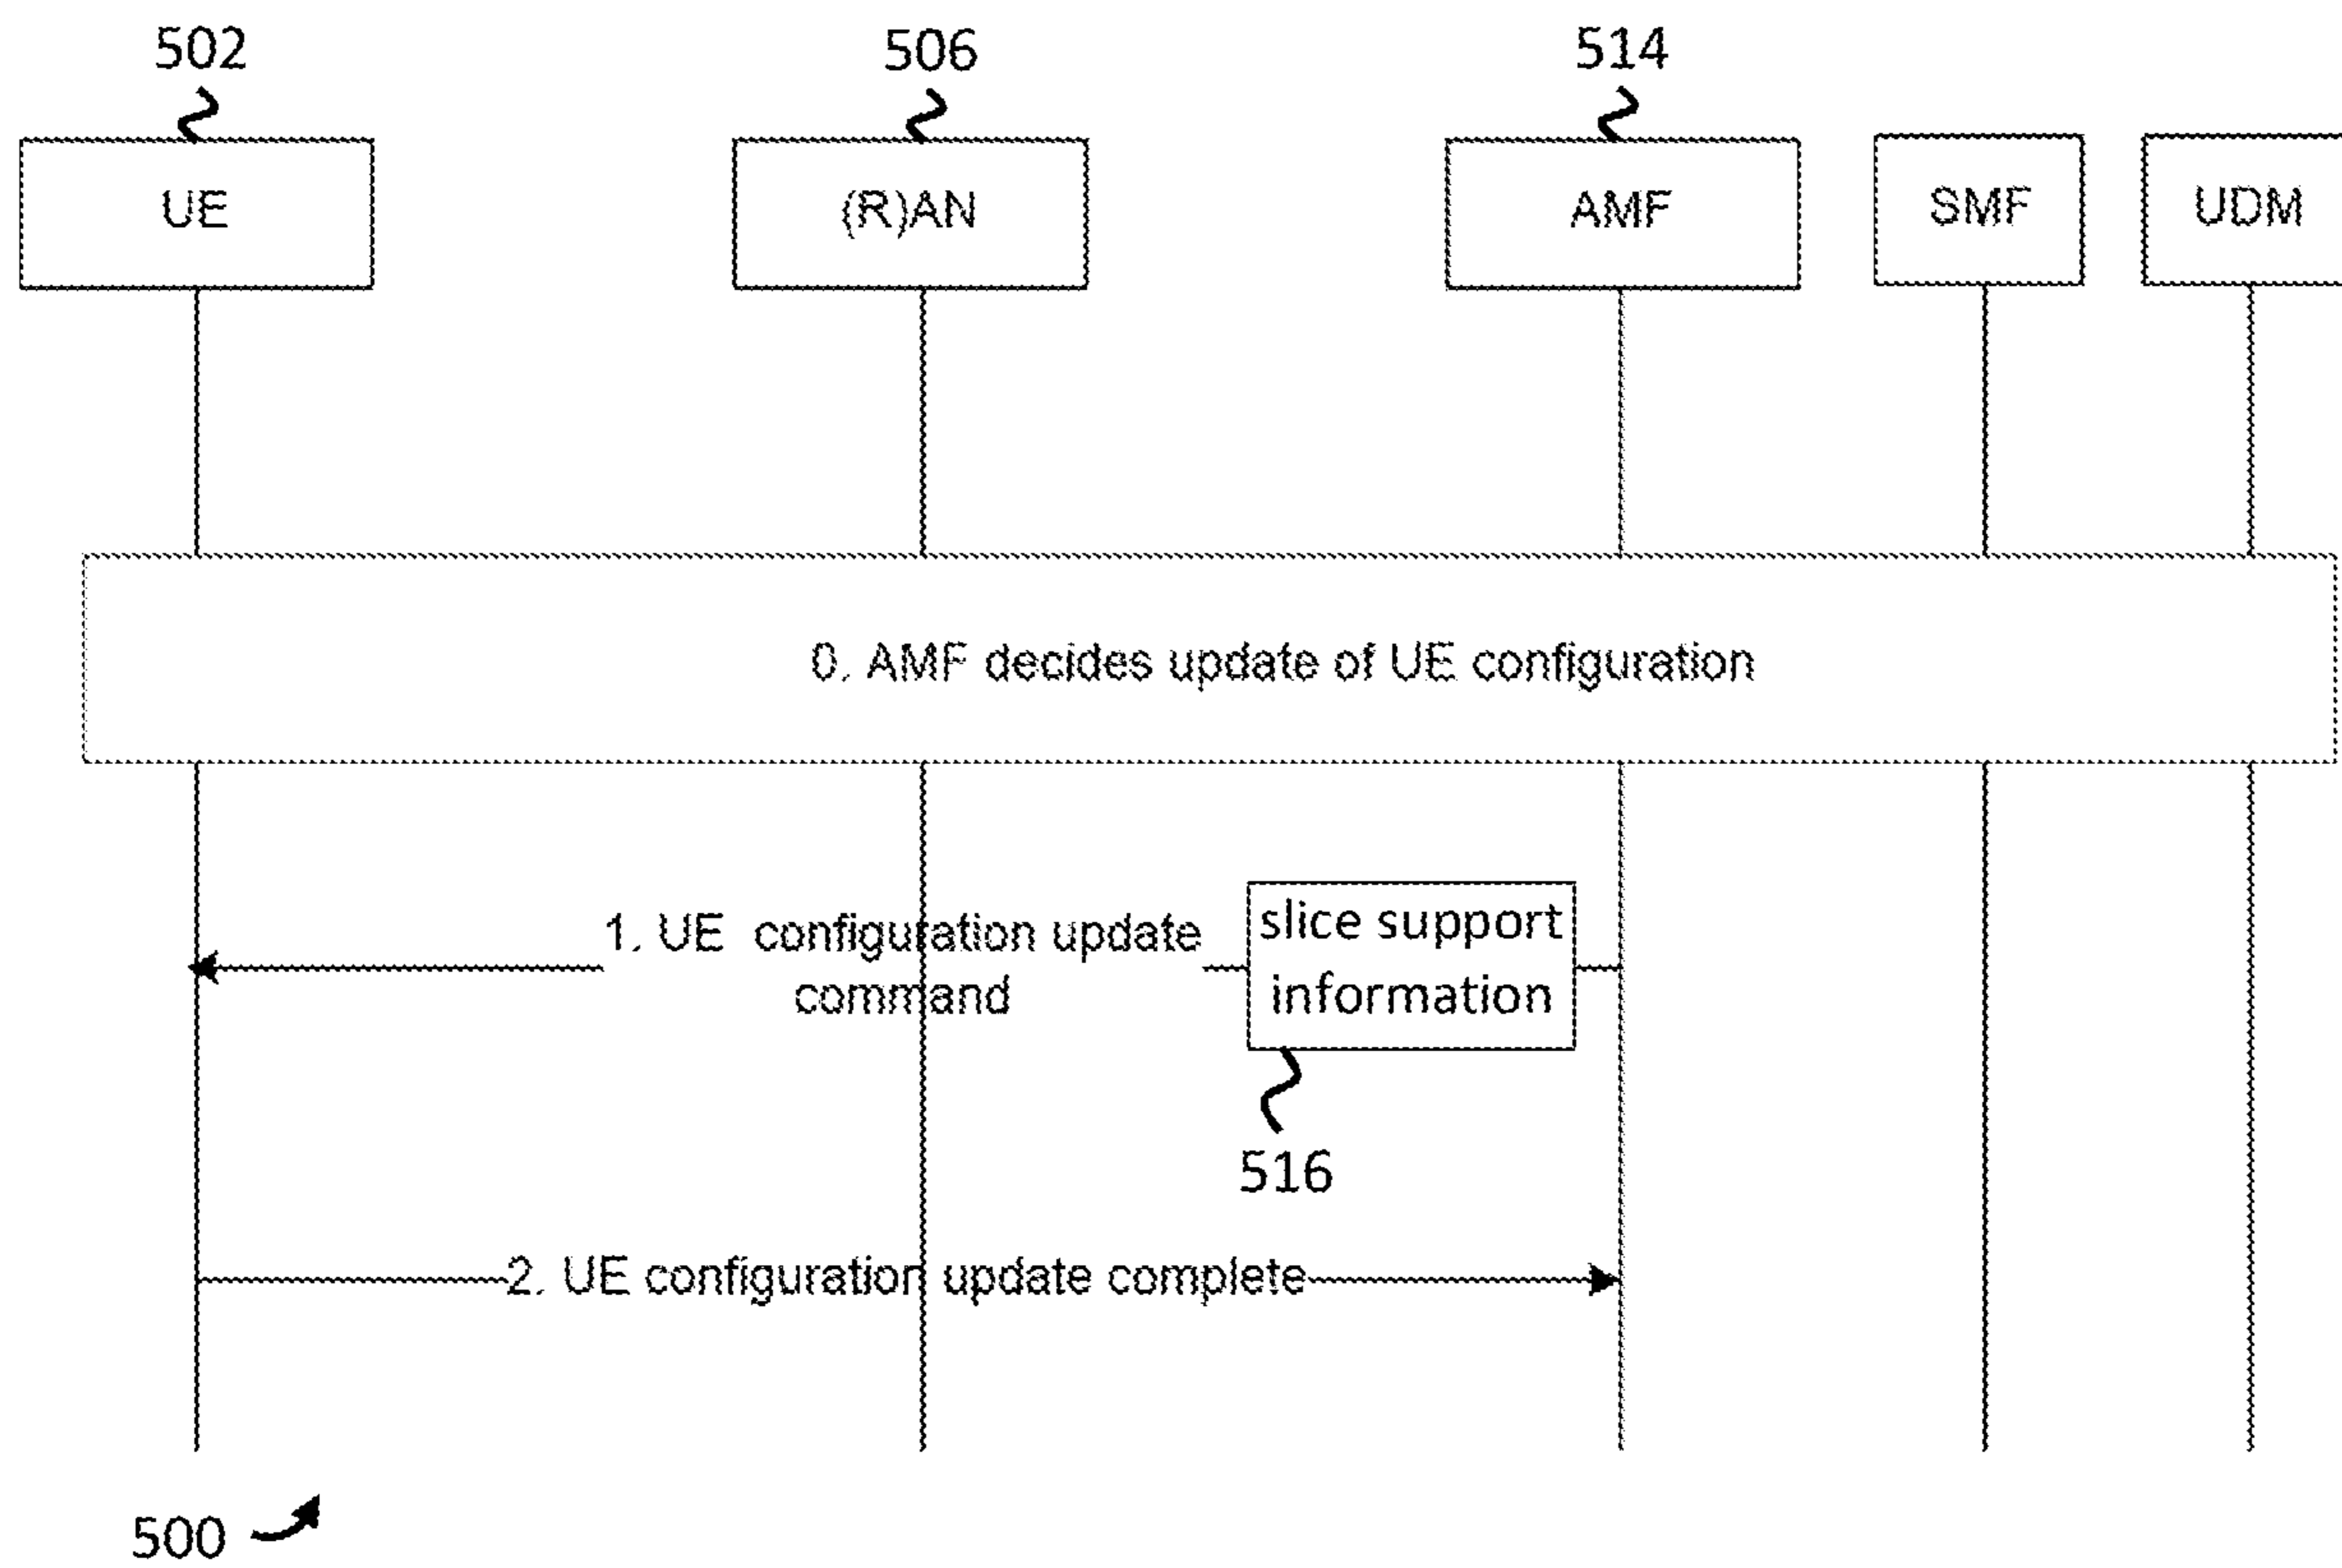 502
506
514
UE
(R)AN
AMF
SMF
UDM
0. AMF decides update of UE configuration
1. UE configuration update
command
slice support
information
516
2. UE configuration update complete
500